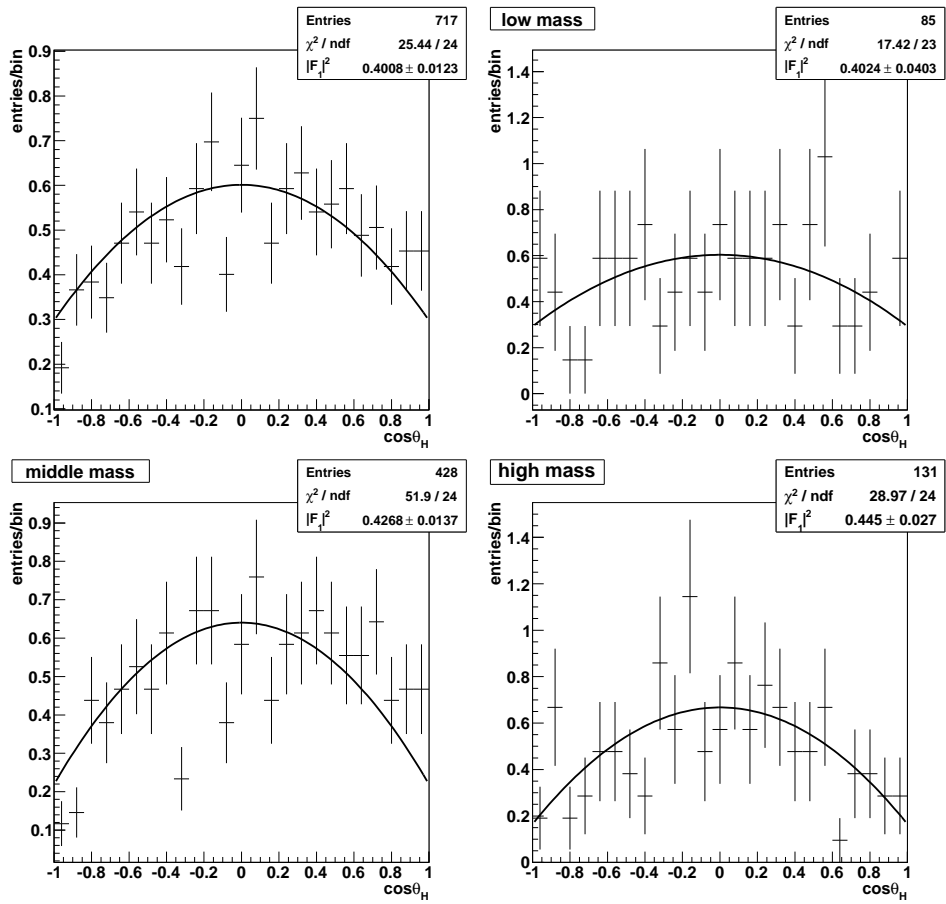 Entries 717
χ² / ndf 25.44 / 24
|F₁|² 0.4008 ± 0.0123
entries/bin
0.9
0.8
0.7
0.6
0.5
0.4
0.3
0.2
0.1
-1 -0.8 -0.6 -0.4 -0.2 0 0.2 0.4 0.6 0.8 1
cosθ_H
low mass
Entries 85
χ² / ndf 17.42 / 23
|F₁|² 0.4024 ± 0.0403
entries/bin
1.4
1.2
1
0.8
0.6
0.4
0.2
0
-1 -0.8 -0.6 -0.4 -0.2 0 0.2 0.4 0.6 0.8 1
cosθ_H
middle mass
Entries 428
χ² / ndf 51.9 / 24
|F₁|² 0.4268 ± 0.0137
entries/bin
0.9
0.8
0.7
0.6
0.5
0.4
0.3
0.2
0.1
-1 -0.8 -0.6 -0.4 -0.2 0 0.2 0.4 0.6 0.8 1
cosθ_H
high mass
Entries 131
χ² / ndf 28.97 / 24
|F₁|² 0.445 ± 0.027
entries/bin
1.4
1.2
1
0.8
0.6
0.4
0.2
0
-1 -0.8 -0.6 -0.4 -0.2 0 0.2 0.4 0.6 0.8 1
cosθ_H